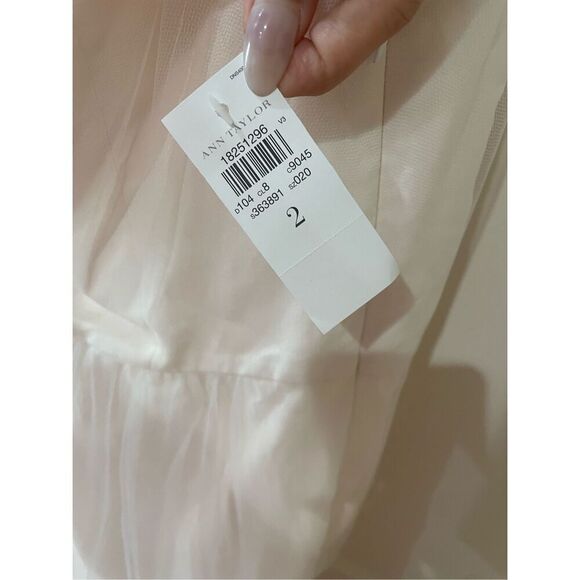 ANN TAYLOR
18251296 V3
D104 CL8 C9045
S363891 SZ020
2